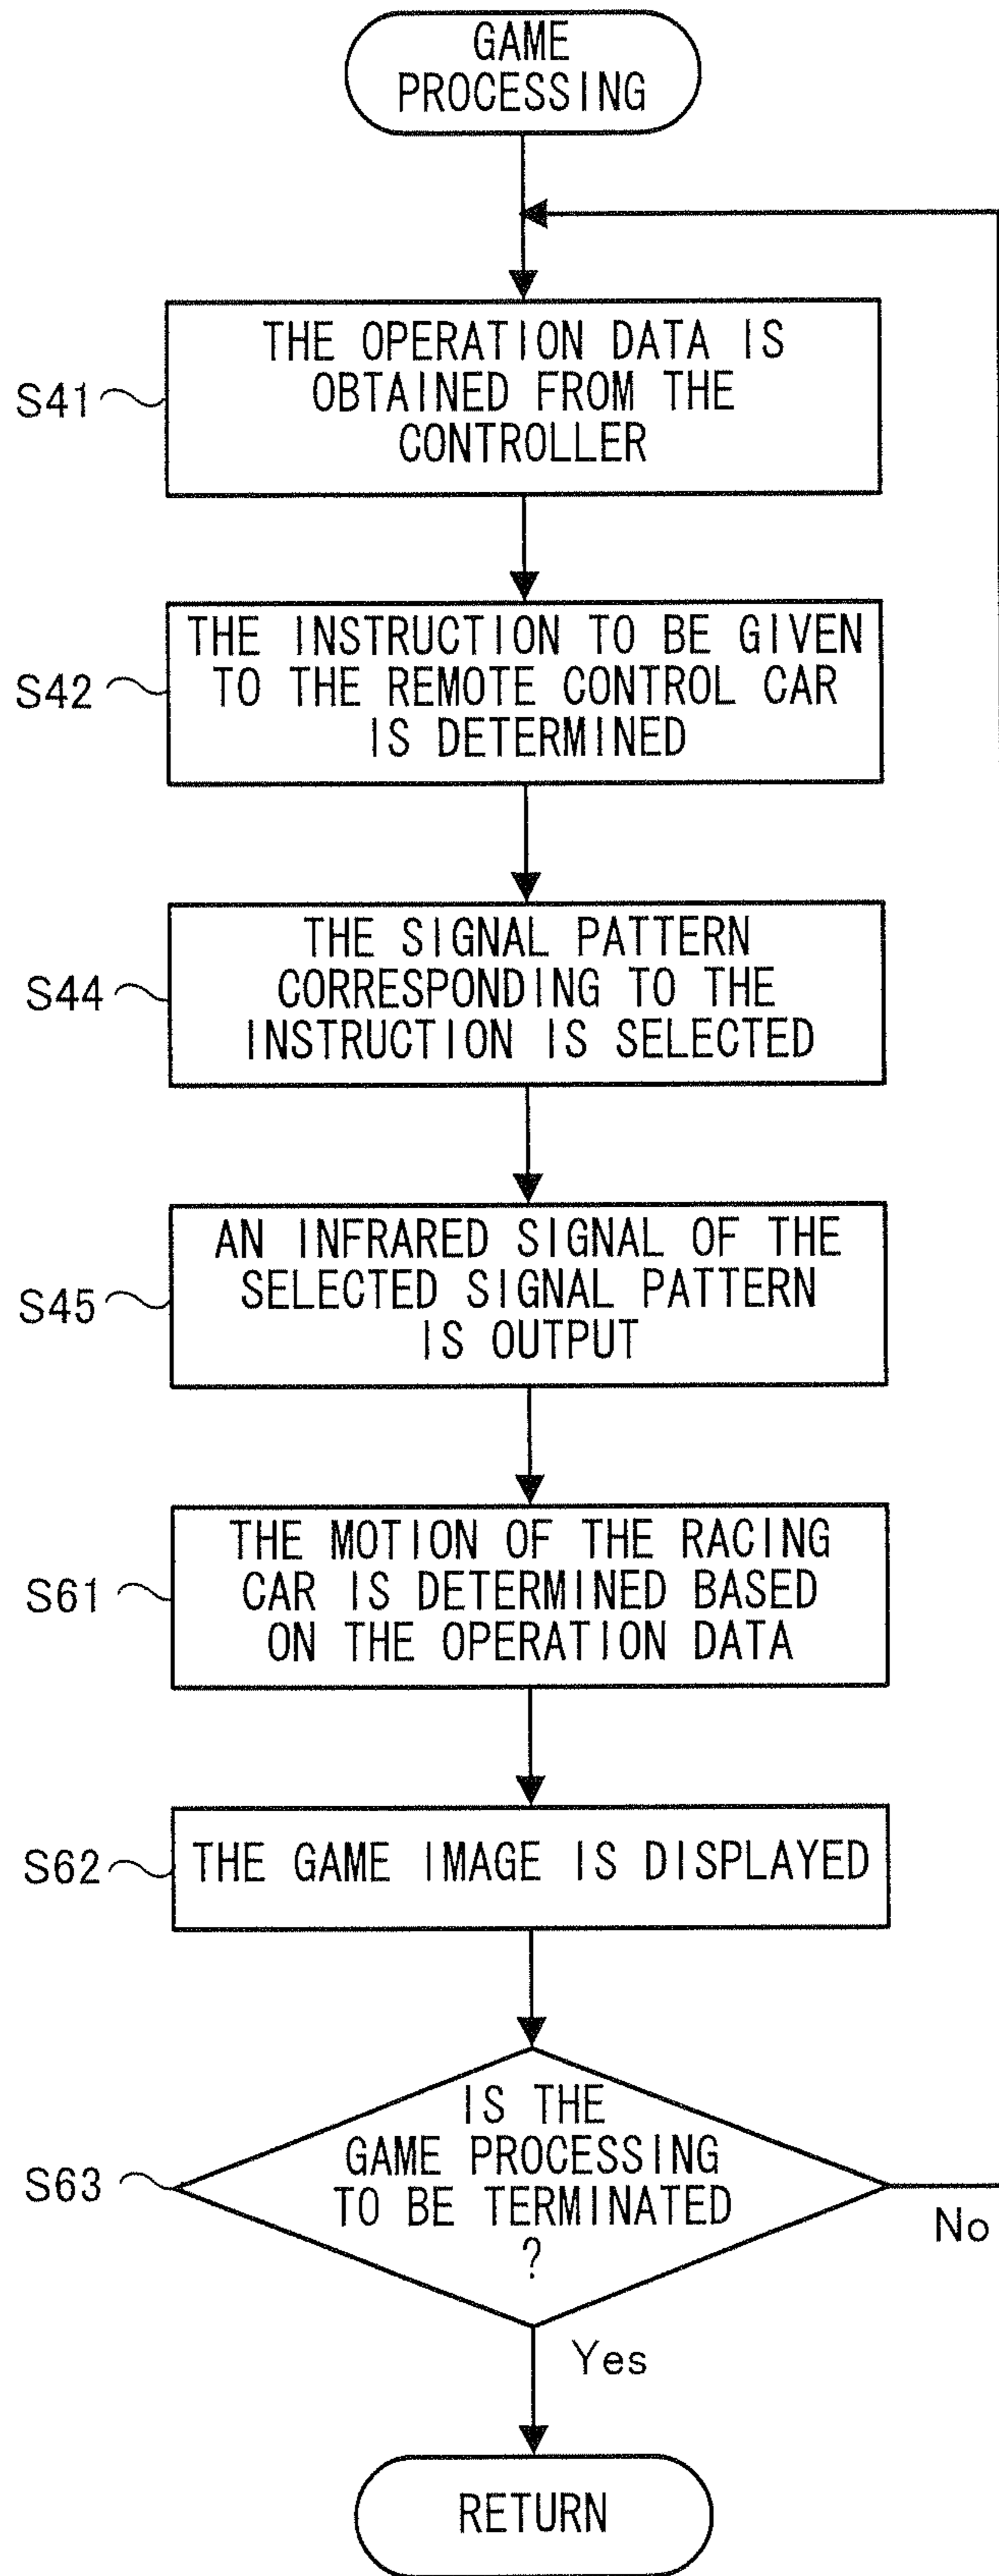 GAME
PROCESSING
S41
THE OPERATION DATA IS
OBTAINED FROM THE
CONTROLLER
S42
THE INSTRUCTION TO BE GIVEN
TO THE REMOTE CONTROL CAR
IS DETERMINED
S44
THE SIGNAL PATTERN
CORRESPONDING TO THE
INSTRUCTION IS SELECTED
S45
AN INFRARED SIGNAL OF THE
SELECTED SIGNAL PATTERN
IS OUTPUT
S61
THE MOTION OF THE RACING
CAR IS DETERMINED BASED
ON THE OPERATION DATA
S62
THE GAME IMAGE IS DISPLAYED
S63
IS THE
GAME PROCESSING
TO BE TERMINATED
?
No
Yes
RETURN